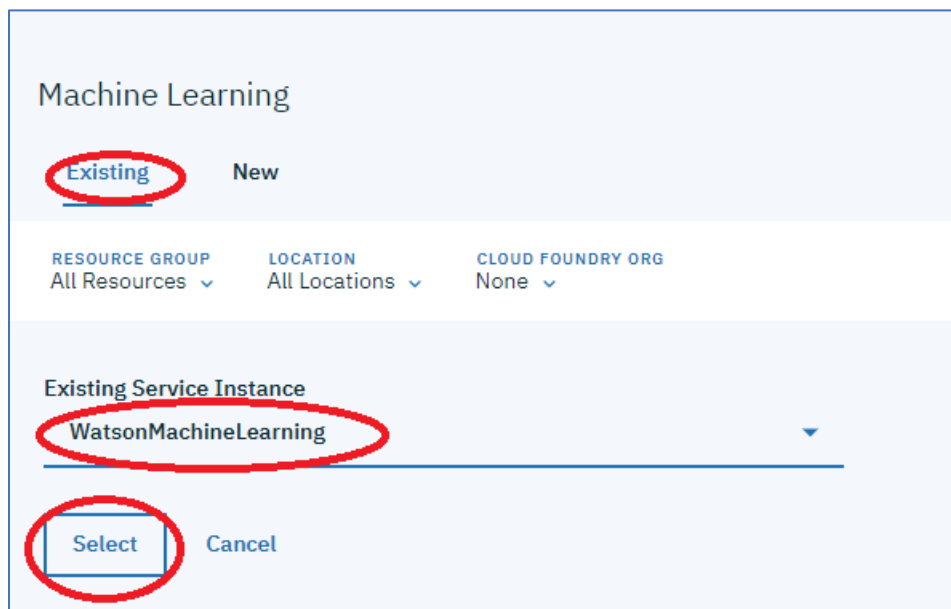 Machine Learning
Existing New
RESOURCE GROUP LOCATION CLOUD FOUNDRY ORG
All Resources All Locations None
Existing Service Instance
WatsonMachineLearning
Select Cancel